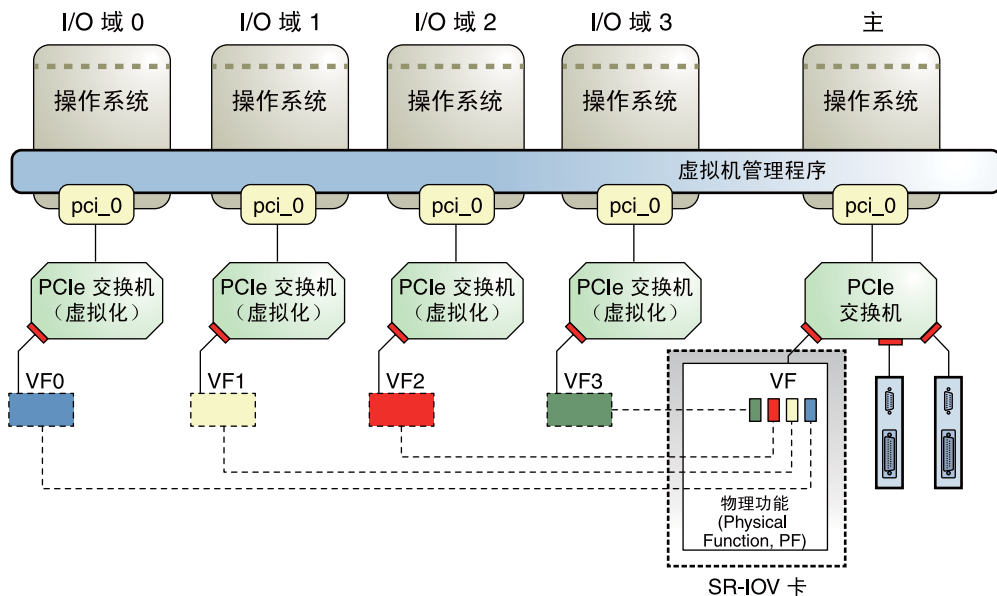 I/O 域 0
I/O 域 1
I/O 域 2
I/O 域 3
主
操作系统
操作系统
操作系统
操作系统
操作系统
虚拟机管理程序
pci_0
pci_0
pci_0
pci_0
pci_0
PCIe 交换机
（虚拟化）
PCIe 交换机
（虚拟化）
PCIe 交换机
（虚拟化）
PCIe 交换机
（虚拟化）
PCIe
交换机
VF0
VF1
VF2
VF3
VF
物理功能
(Physical
Function, PF)
SR-IOV 卡